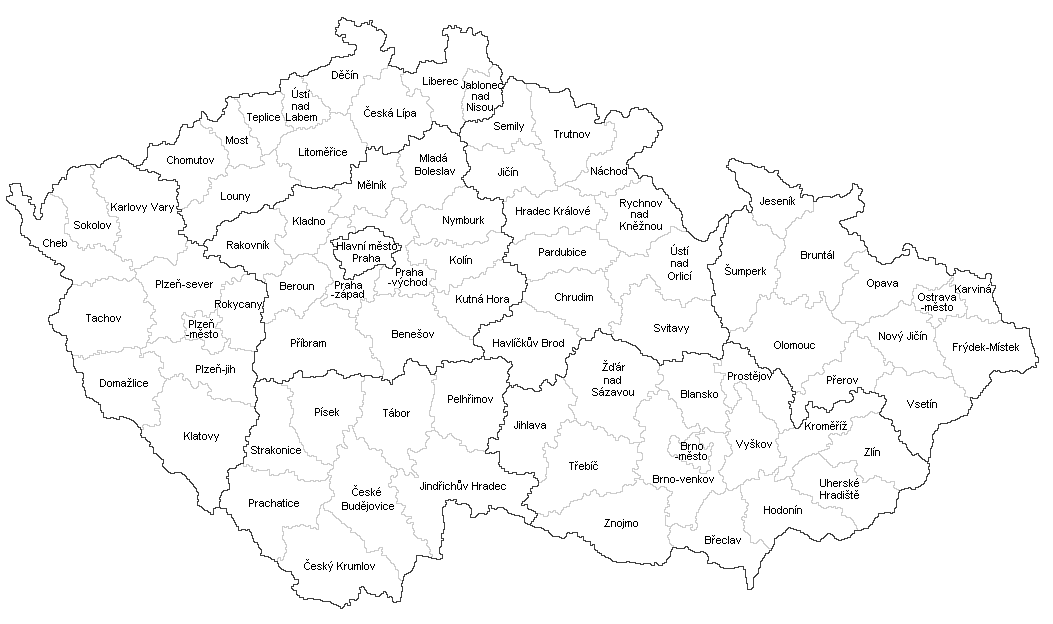 Děčín
Liberec
Jablonec
nad
Nisou
Ústí
nad
Labem
Teplice
Česká Lípa
Most
Semily
Trutnov
Litoměřice
Chomutov
Mladá
Boleslav
Jičín
Náchod
Mělník
Louny
Karlovy Vary
Sokolov
Cheb
Kladno
Nymburk
Hradec Králové
Rychnov
nad
Kněžnou
Jeseník
Rakovník
Hlavní město
Praha
Kolín
Pardubice
Ústí
nad
Orlicí
Šumperk
Bruntál
Plzeň-sever
Beroun
Praha
-západ
Praha
-východ
Kutná Hora
Chrudim
Opava
Ostrava
-město
Karviná
Rokycany
Tachov
Plzeň
-město
Příbram
Benešov
Havlíčkův Brod
Svitavy
Olomouc
Nový Jičín
Frýdek-Místek
Plzeň-jih
Domažlice
Žďár
nad
Sázavou
Prostějov
Přerov
Blansko
Vsetín
Pelhřimov
Písek
Tábor
Jihlava
Kroměříž
Klatovy
Strakonice
Brno
-město
Vyškov
Zlín
Třebíč
Brno-venkov
Uherské
Hradiště
Jindřichův Hradec
Prachatice
České
Budějovice
Hodonín
Znojmo
Břeclav
Český Krumlov